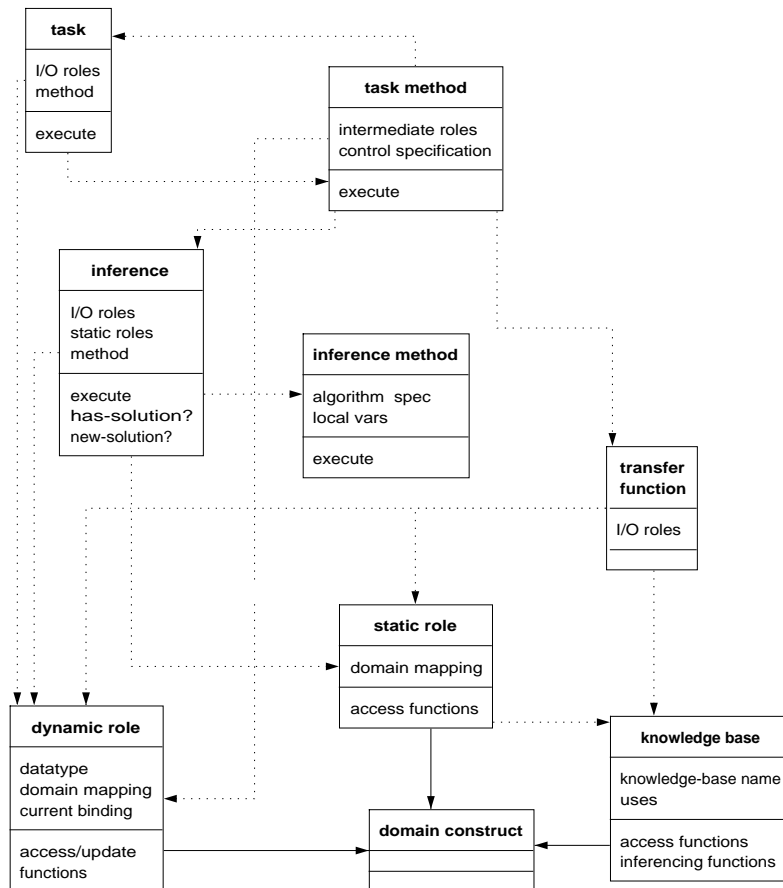 task
I/O roles
method
execute
task method
intermediate roles
control specification
execute
inference
I/O roles
static roles
method
execute
has-solution?
new-solution?
inference method
algorithm spec
local vars
execute
transfer
function
I/O roles
static role
domain mapping
access functions
dynamic role
datatype
domain mapping
current binding
access/update
functions
knowledge base
knowledge-base name
uses
access functions
inferencing functions
domain construct